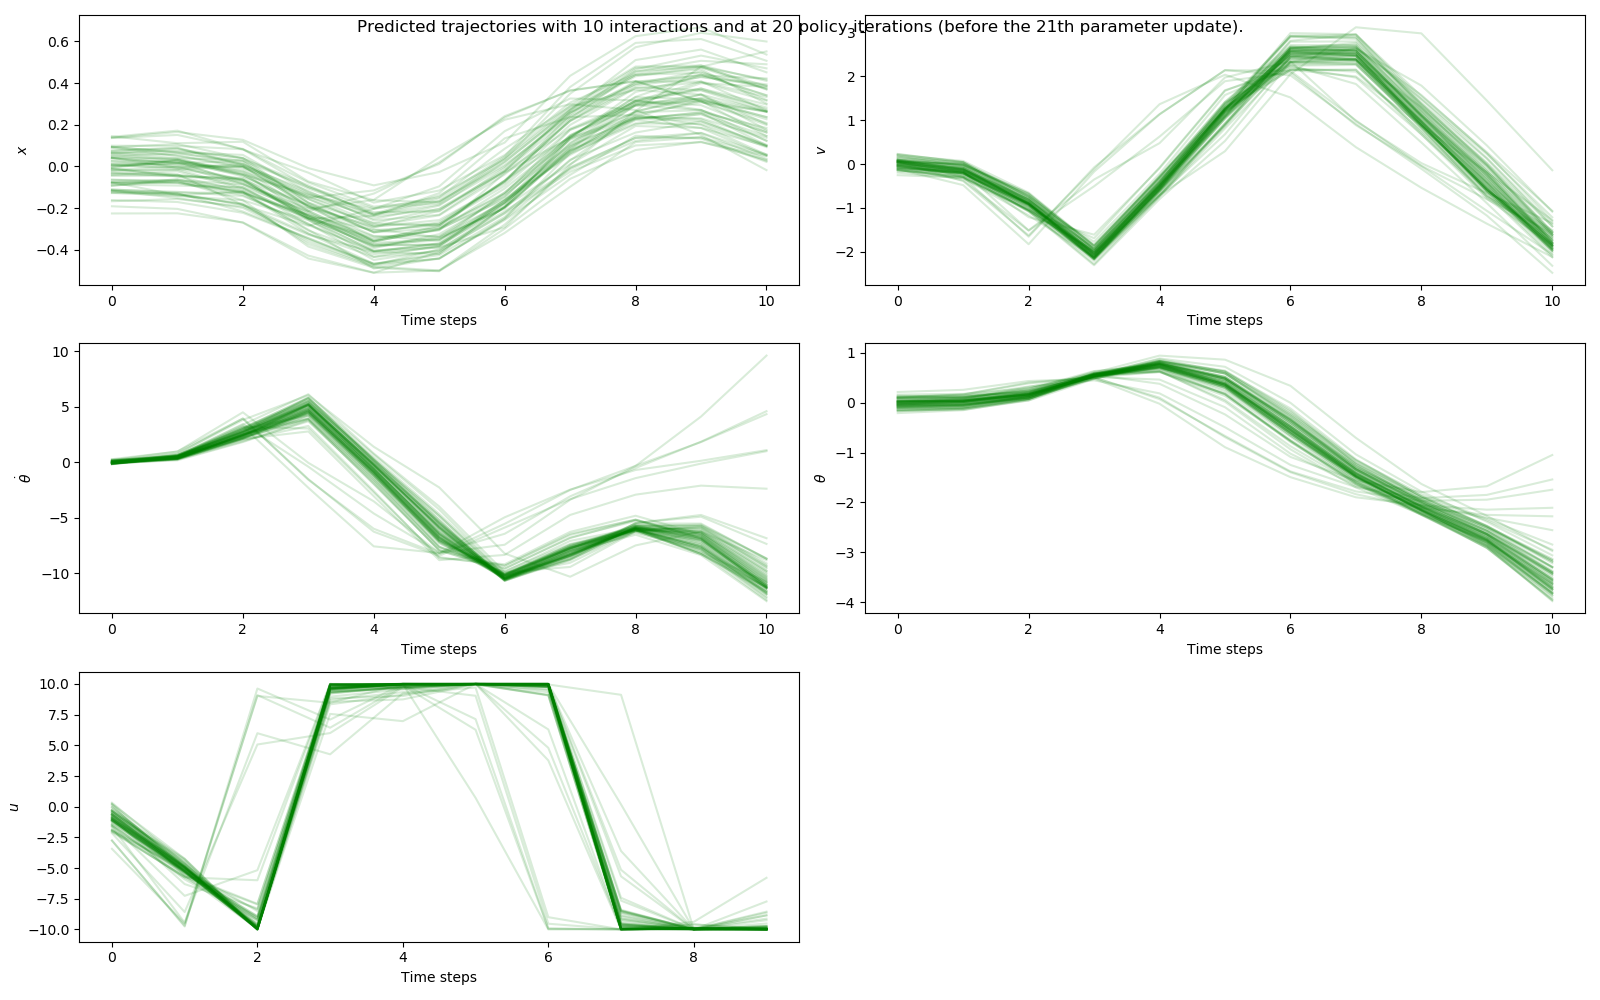 Predicted trajectories with 10 interactions and at 20 policy iterations (before the 21th parameter update).
0.6
0.4
0.2
0.0
−0.2
−0.4
x
0 2 4 6 8 10
Time steps
3
2
1
0
−1
−2
v
0 2 4 6 8 10
Time steps
10
5
0
−5
−10
θ̇
0 2 4 6 8 10
Time steps
1
0
−1
−2
−3
−4
θ
0 2 4 6 8 10
Time steps
10.0
7.5
5.0
2.5
0.0
−2.5
−5.0
−7.5
−10.0
u
0 2 4 6 8
Time steps